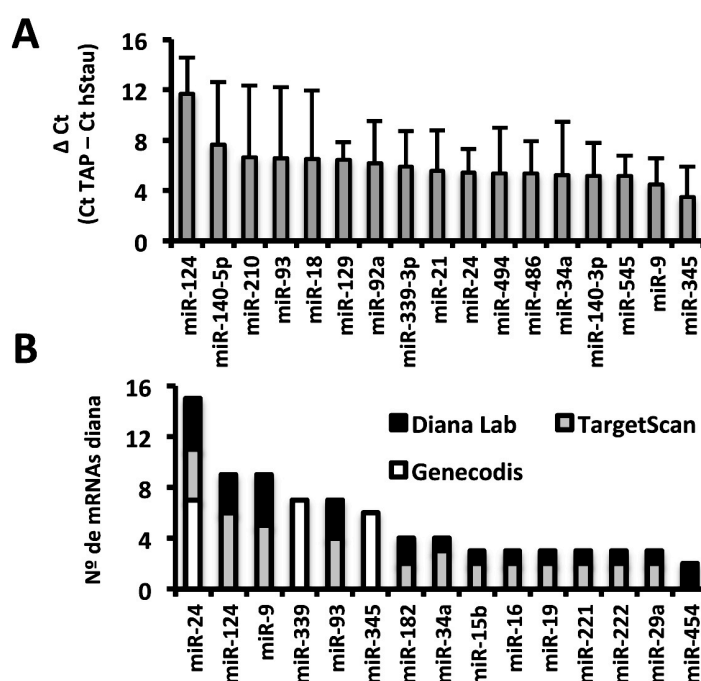 A
16
12
8
4
0
Δ Ct
(Ct TAP – Ct hStau)
miR-124
miR-140-5p
miR-210
miR-93
miR-18
miR-129
miR-92a
miR-339-3p
miR-21
miR-24
miR-494
miR-486
miR-34a
miR-140-3p
miR-545
miR-9
miR-345
B
16
12
8
4
0
Nº de mRNAs diana
Diana Lab
TargetScan
Genecodis
miR-24
miR-124
miR-9
miR-339
miR-93
miR-345
miR-182
miR-34a
miR-15b
miR-16
miR-19
miR-221
miR-222
miR-29a
miR-454